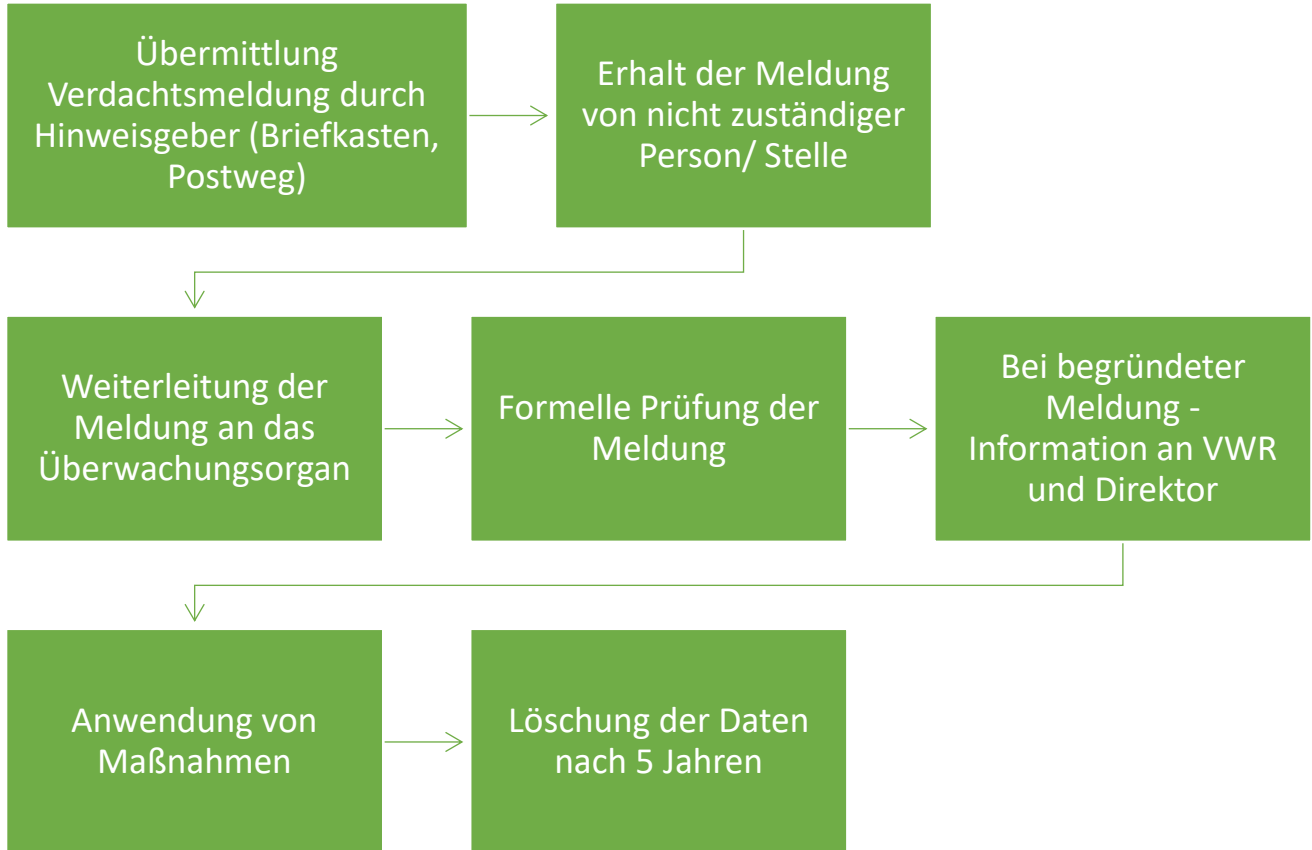 Übermittlung
Verdachtsmeldung durch
Hinweisgeber (Briefkasten,
Postweg)
Erhalt der Meldung
von nicht zuständiger
Person/ Stelle
Weiterleitung der
Meldung an das
Überwachungsorgan
Formelle Prüfung der
Meldung
Bei begründeter
Meldung -
Information an VWR
und Direktor
Anwendung von
Maßnahmen
Löschung der Daten
nach 5 Jahren